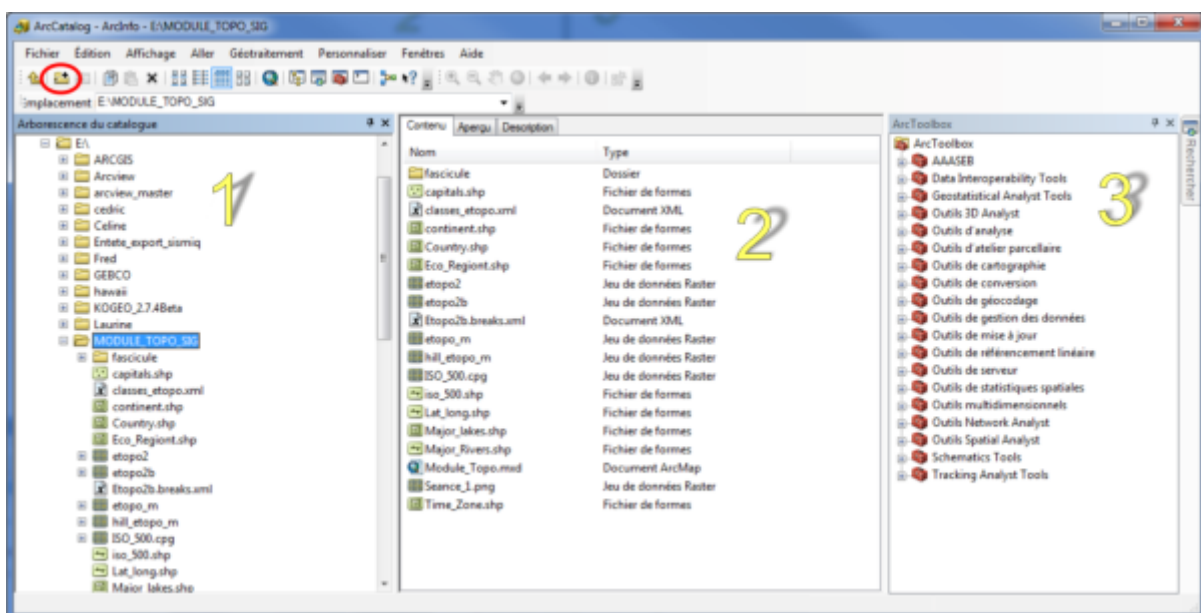 ArcCatalog - ArcInfo - E:\MODULE_TOPO_SIG
Fichier Édition Affichage Aller Géotraitement Personnaliser Fenêtres Aide
Emplacement E:\MODULE_TOPO_SIG
Arborescence du catalogue
E:\
ARCGIS
Arcview
arcview_master
cedric
Celine
Entete_export_sismiq
Fred
GEBCO
hawaii
KOGEO_2.7.4Beta
Laurine
MODULE_TOPO_SIG
fascicule
capitals.shp
classes_etopo.xml
continent.shp
Country.shp
Eco_Regiont.shp
etopo2
etopo2b
Etopo2b.breaks.xml
etopo_m
hill_etopo_m
ISO_500.cpg
iso_500.shp
Lat_long.shp
Major_lakes.shp
1
Contenu Aperçu Description
Nom Type
fascicule Dossier
capitals.shp Fichier de formes
classes_etopo.xml Document XML
continent.shp Fichier de formes
Country.shp Fichier de formes
Eco_Regiont.shp Fichier de formes
etopo2 Jeu de données Raster
etopo2b Jeu de données Raster
Etopo2b.breaks.xml Document XML
etopo_m Jeu de données Raster
hill_etopo_m Jeu de données Raster
ISO_500.cpg Jeu de données Raster
iso_500.shp Fichier de formes
Lat_long.shp Fichier de formes
Major_lakes.shp Fichier de formes
Major_Rivers.shp Fichier de formes
Module_Topo.mxd Document ArcMap
Seance_1.png Jeu de données Raster
Time_Zone.shp Fichier de formes
2
ArcToolbox
ArcToolbox
AAASEB
Data Interoperability Tools
Geostatistical Analyst Tools
Outils 3D Analyst
Outils d'analyse
Outils d'atelier parcellaire
Outils de cartographie
Outils de conversion
Outils de géocodage
Outils de gestion des données
Outils de mise à jour
Outils de référencement linéaire
Outils de serveur
Outils de statistiques spatiales
Outils multidimensionnels
Outils Network Analyst
Outils Spatial Analyst
Schematics Tools
Tracking Analyst Tools
3
Rechercher